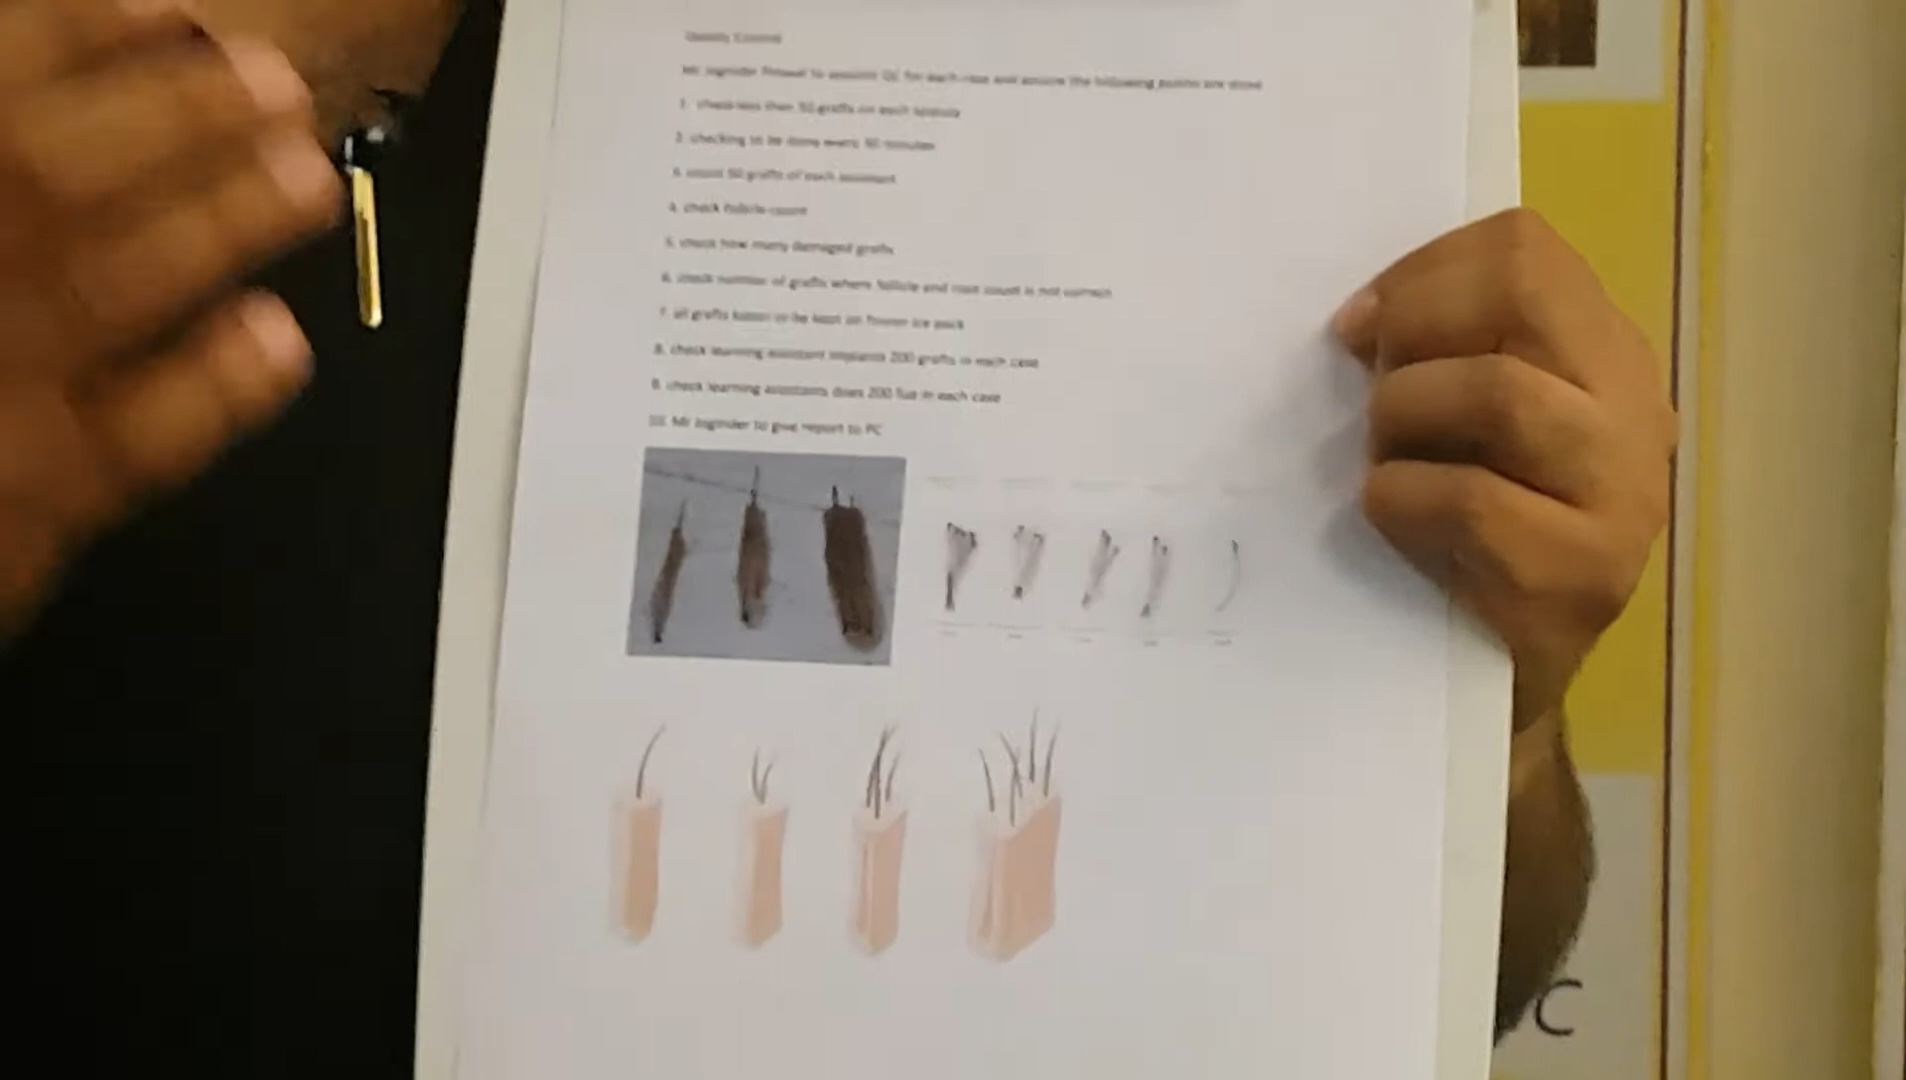 Quality Control
Mr Joginder to QC for each case and ensure the following points are done
1. check less than 50 grafts on each
2. checking to be done every 30 minutes
3. count 50 grafts of each assistant
4. check follicle count
5. check how many damaged grafts
6. check number of grafts where follicle and root count is not correct
7. all grafts to be kept on frozen ice pack
8. check learning assistant implants 200 grafts in each case
9. check learning assistants does 200 fue in each case
10. Mr Joginder to give report to PC
C